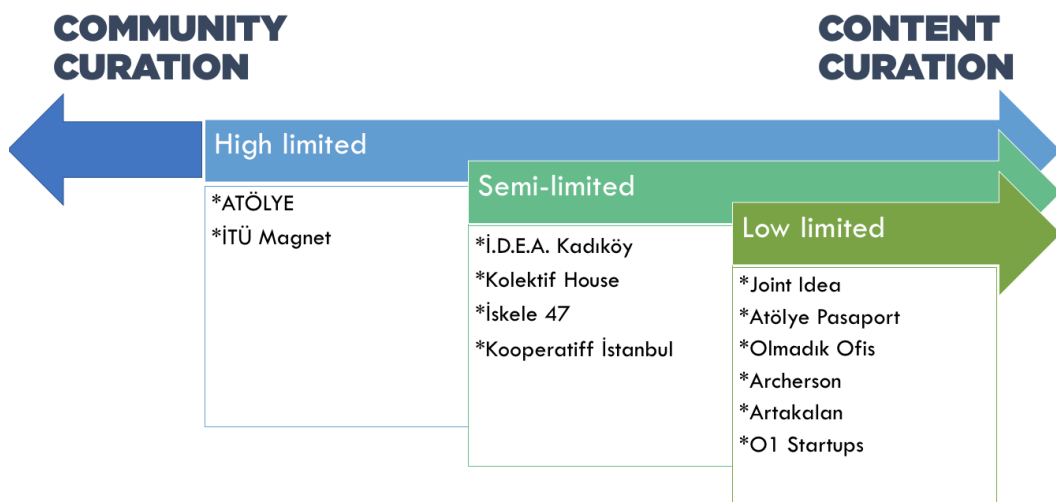 COMMUNITY
CURATION
CONTENT
CURATION
High limited
*ATÖLYE
*İTÜ Magnet
Semi-limited
*İ.D.E.A. Kadıköy
*Kolektif House
*İskele 47
*Kooperatiff İstanbul
Low limited
*Joint Idea
*Atölye Pasaport
*Olmadık Ofis
*Archerson
*Artakalan
*O1 Startups